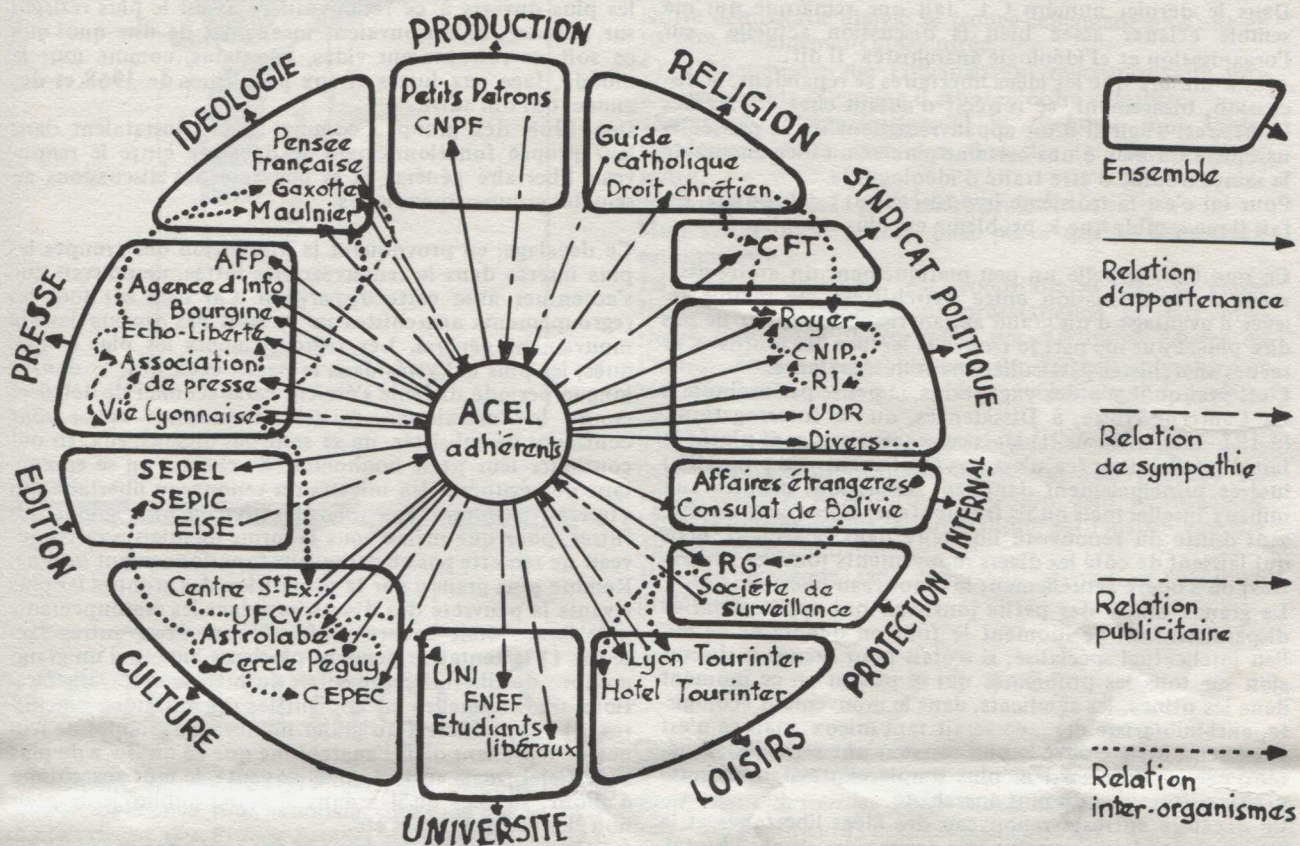 PRODUCTION
Petits Patrons
CNPF
RELIGION
Guide
Catholique
Droit chrétien
SYNDICAT
CFT
POLITIQUE
Royer
CNIP
RI
UDR
Divers
INTERNAL
Affaires étrangères
Consulat de Bolivie
PROTECTION
RG
Sociéte de
surveillance
LOISIRS
Lyon Tourinter
Hotel Tourinter
UNIVERSITE
UNI
FNEF
Etudiants
libéraux
CULTURE
Centre St Ex.
UFCV
Astrolabe
Cercle Péguy
CEPEC
EDITION
SEDEL
SEPIC
EISE
PRESSE
AFP
Agence d'Info
Bourgine
Echo-Liberté
Association
de presse
Vie Lyonnaise
IDEOLOGIE
Pensée
Française
Gaxotte
Maulnier
ACEL
adhérents
Ensemble
Relation
d'appartenance
Relation
de sympathie
Relation
publicitaire
Relation
inter-organismes